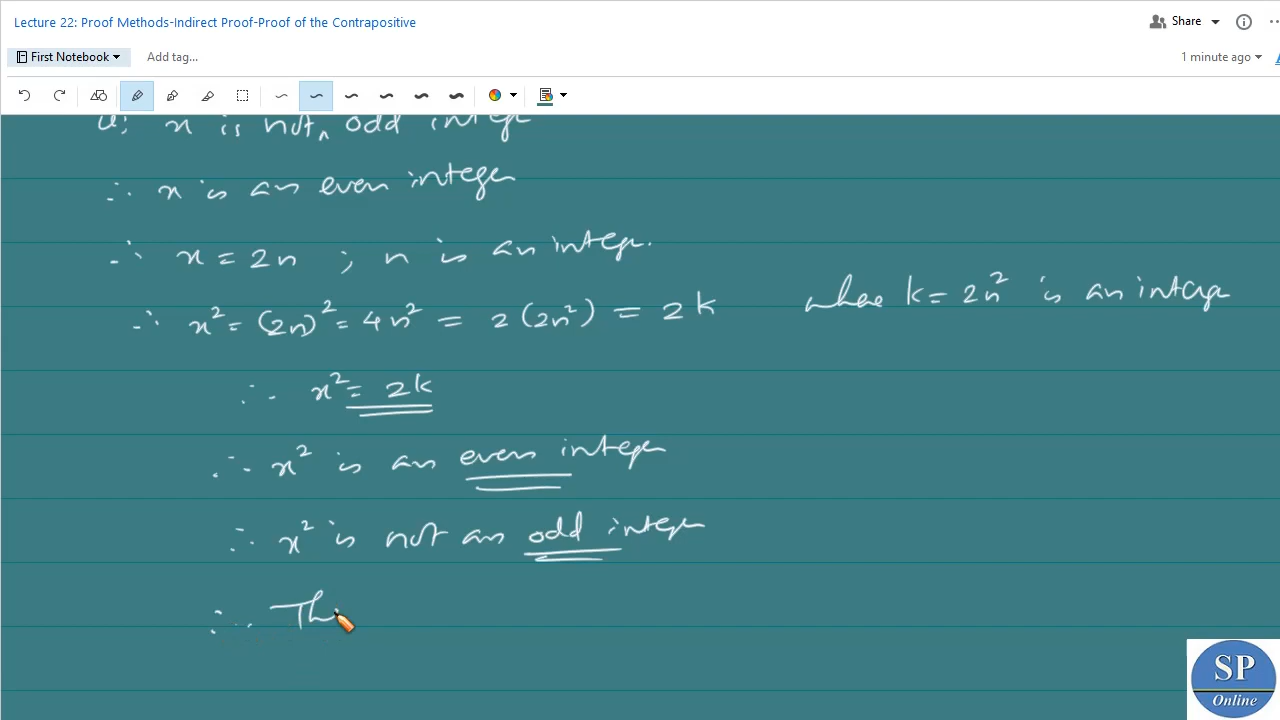 Lecture 22: Proof Methods-Indirect Proof-Proof of the Contrapositive
Share
First Notebook
Add tag...
1 minute ago
x is not ^ odd integer
∴ x is an even integer
∴ x = 2n ; n is an integer.
∴ x² = (2n)² = 4n² = 2(2n²) = 2k where k = 2n² is an integer
∴ x² = 2k
∴ x² is an even integer
∴ x² is not an odd integer
∴ Thi
SP
Online